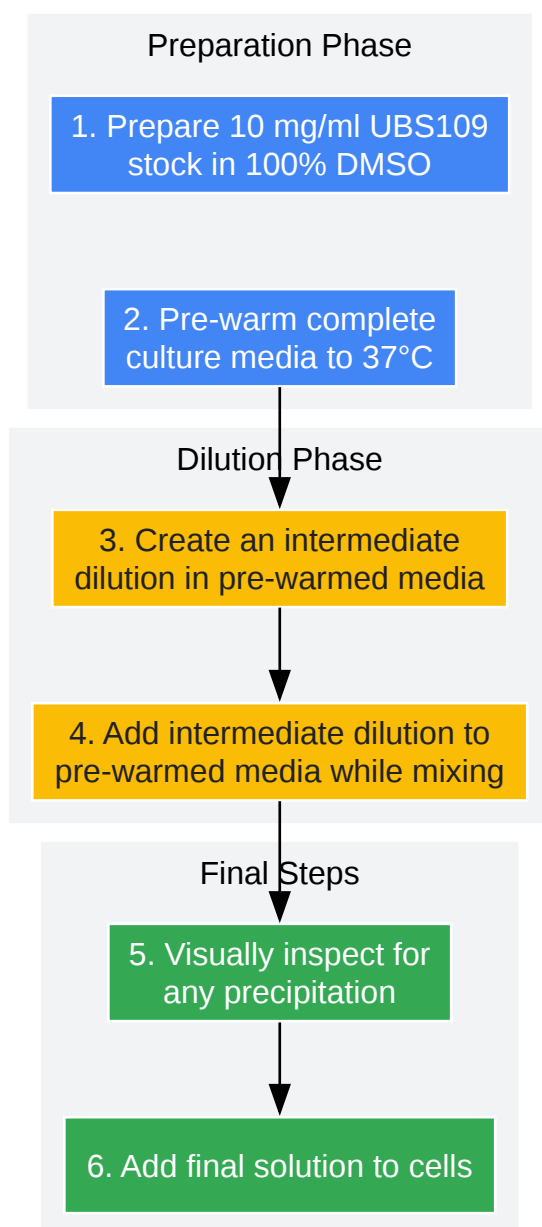 Preparation Phase
1. Prepare 10 mg/ml UBS109
stock in 100% DMSO
2. Pre-warm complete
culture media to 37°C
Dilution Phase
3. Create an intermediate
dilution in pre-warmed media
4. Add intermediate dilution to
pre-warmed media while mixing
Final Steps
5. Visually inspect for
any precipitation
6. Add final solution to cells